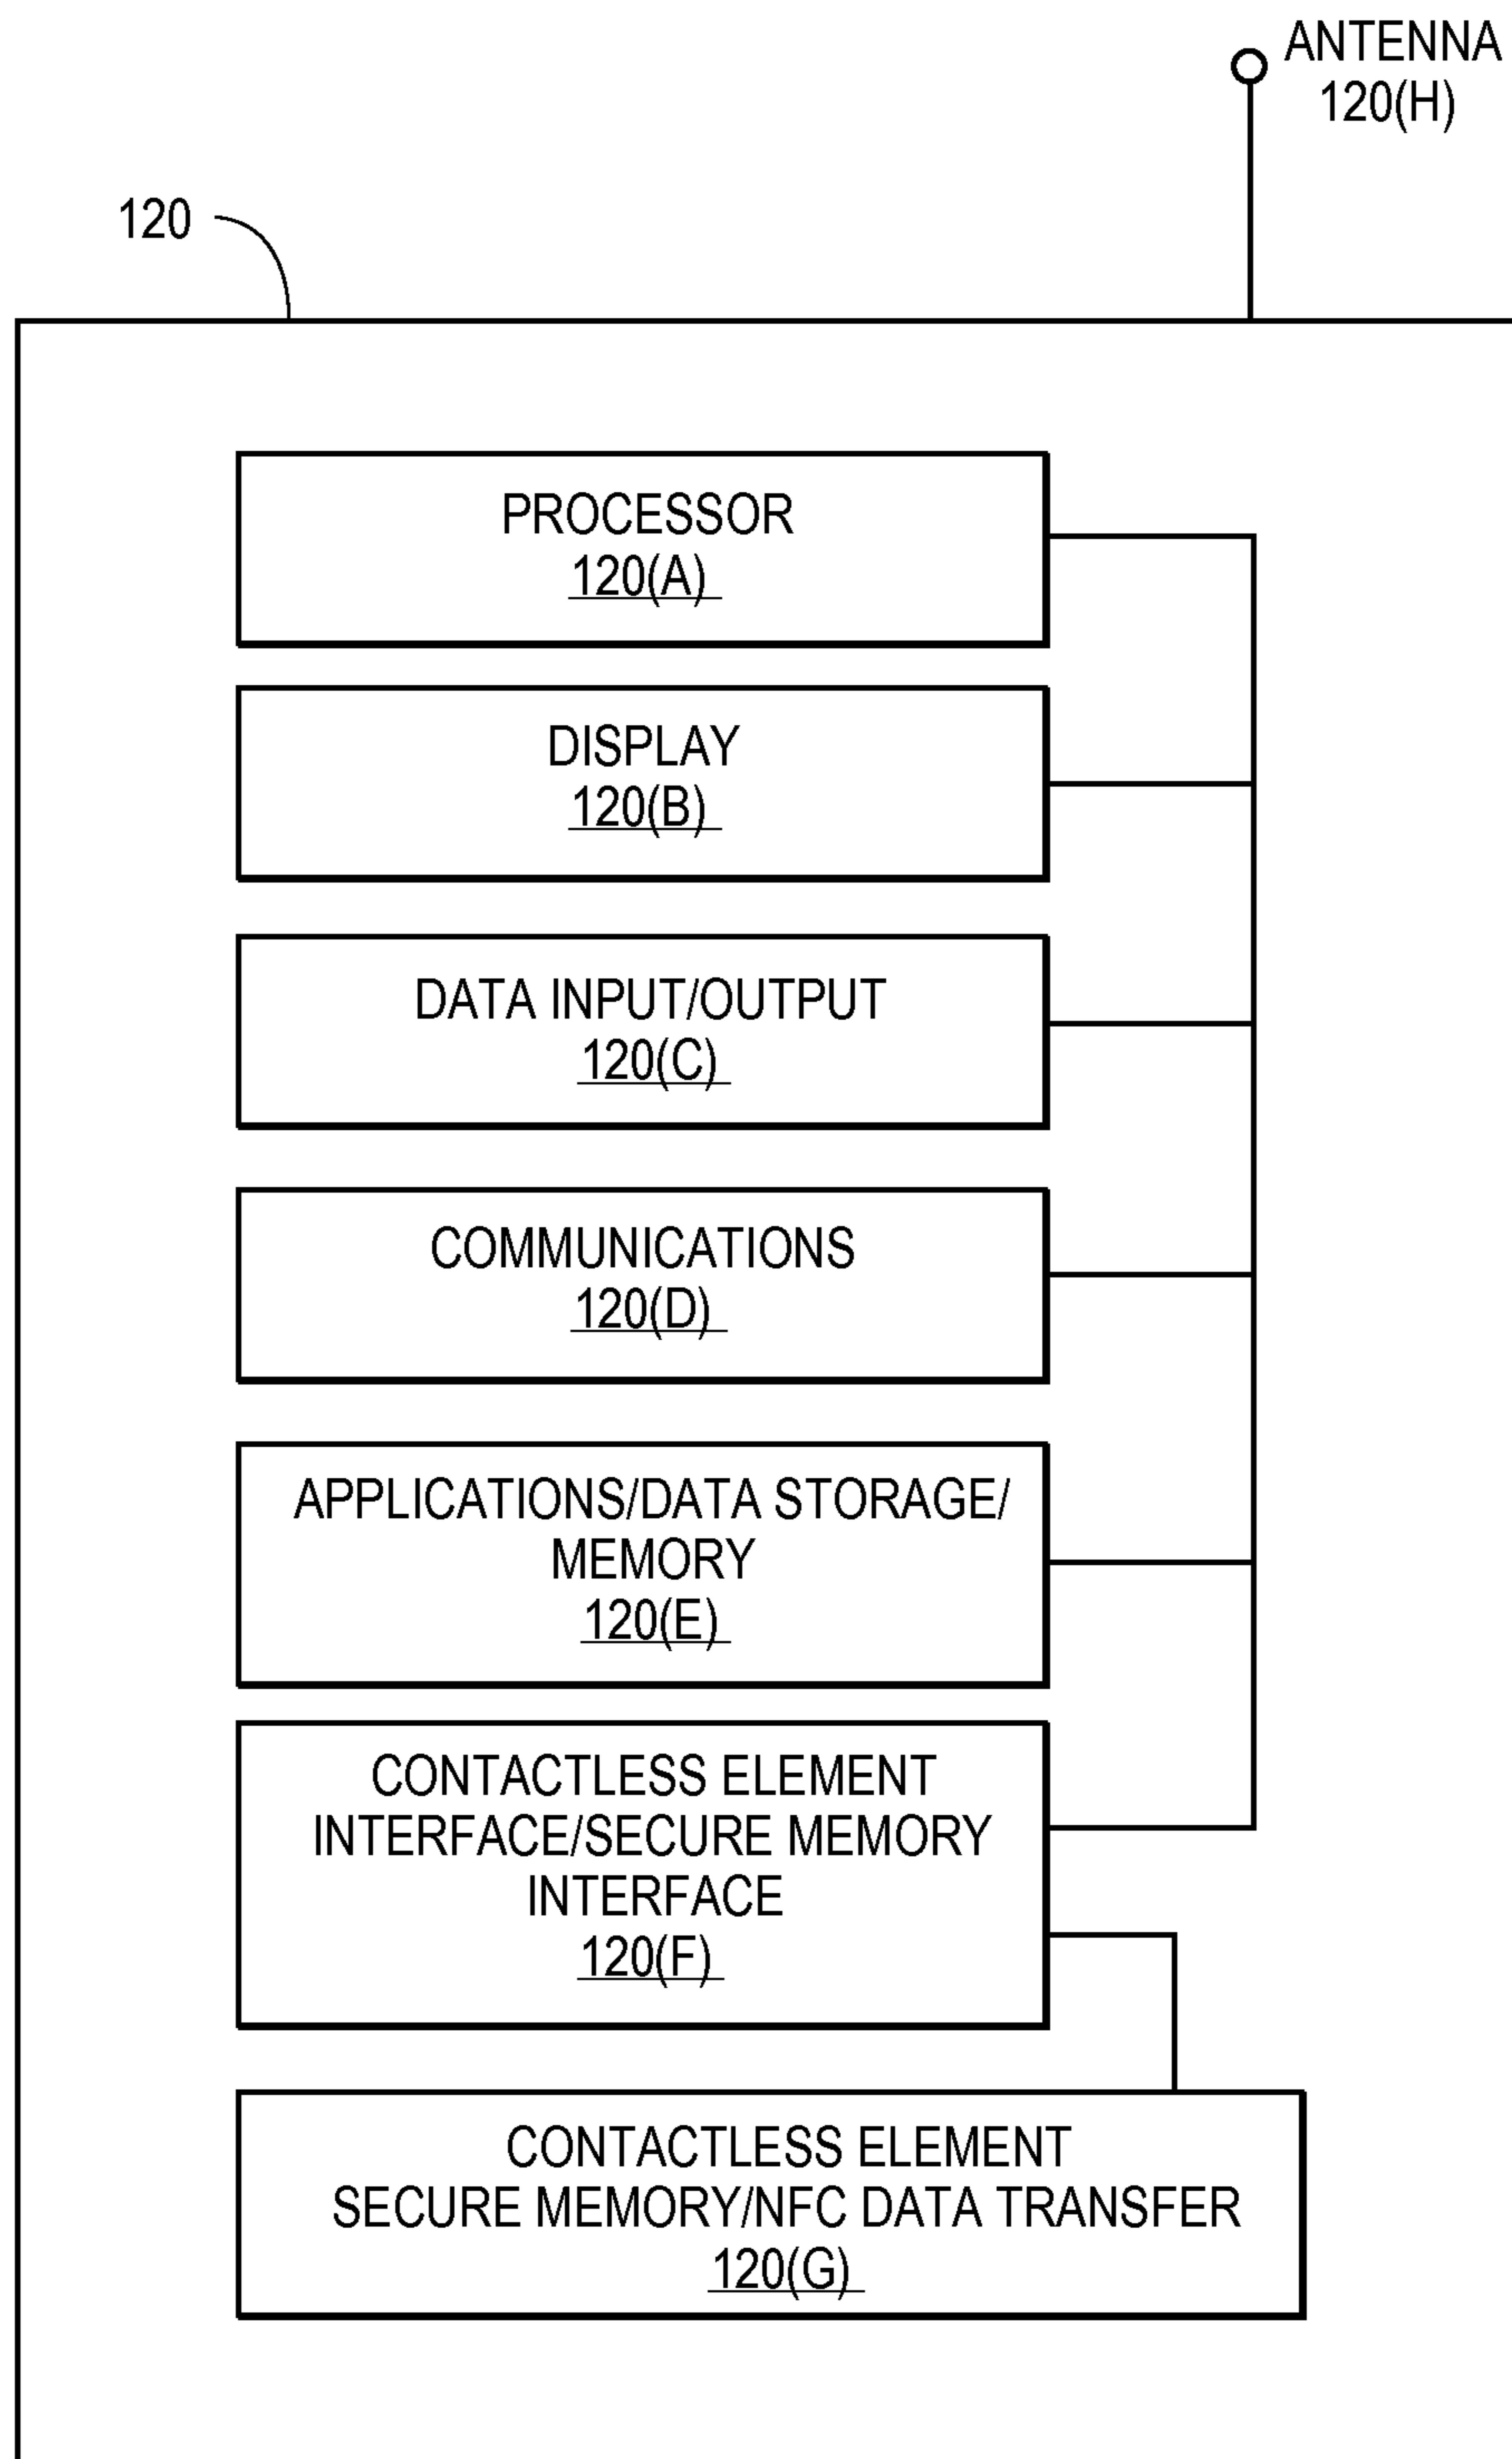 ANTENNA
120(H)
120
PROCESSOR
120(A)
DISPLAY
120(B)
DATA INPUT/OUTPUT
120(C)
COMMUNICATIONS
120(D)
APPLICATIONS/DATA STORAGE/
MEMORY
120(E)
CONTACTLESS ELEMENT
INTERFACE/SECURE MEMORY
INTERFACE
120(F)
CONTACTLESS ELEMENT
SECURE MEMORY/NFC DATA TRANSFER
120(G)